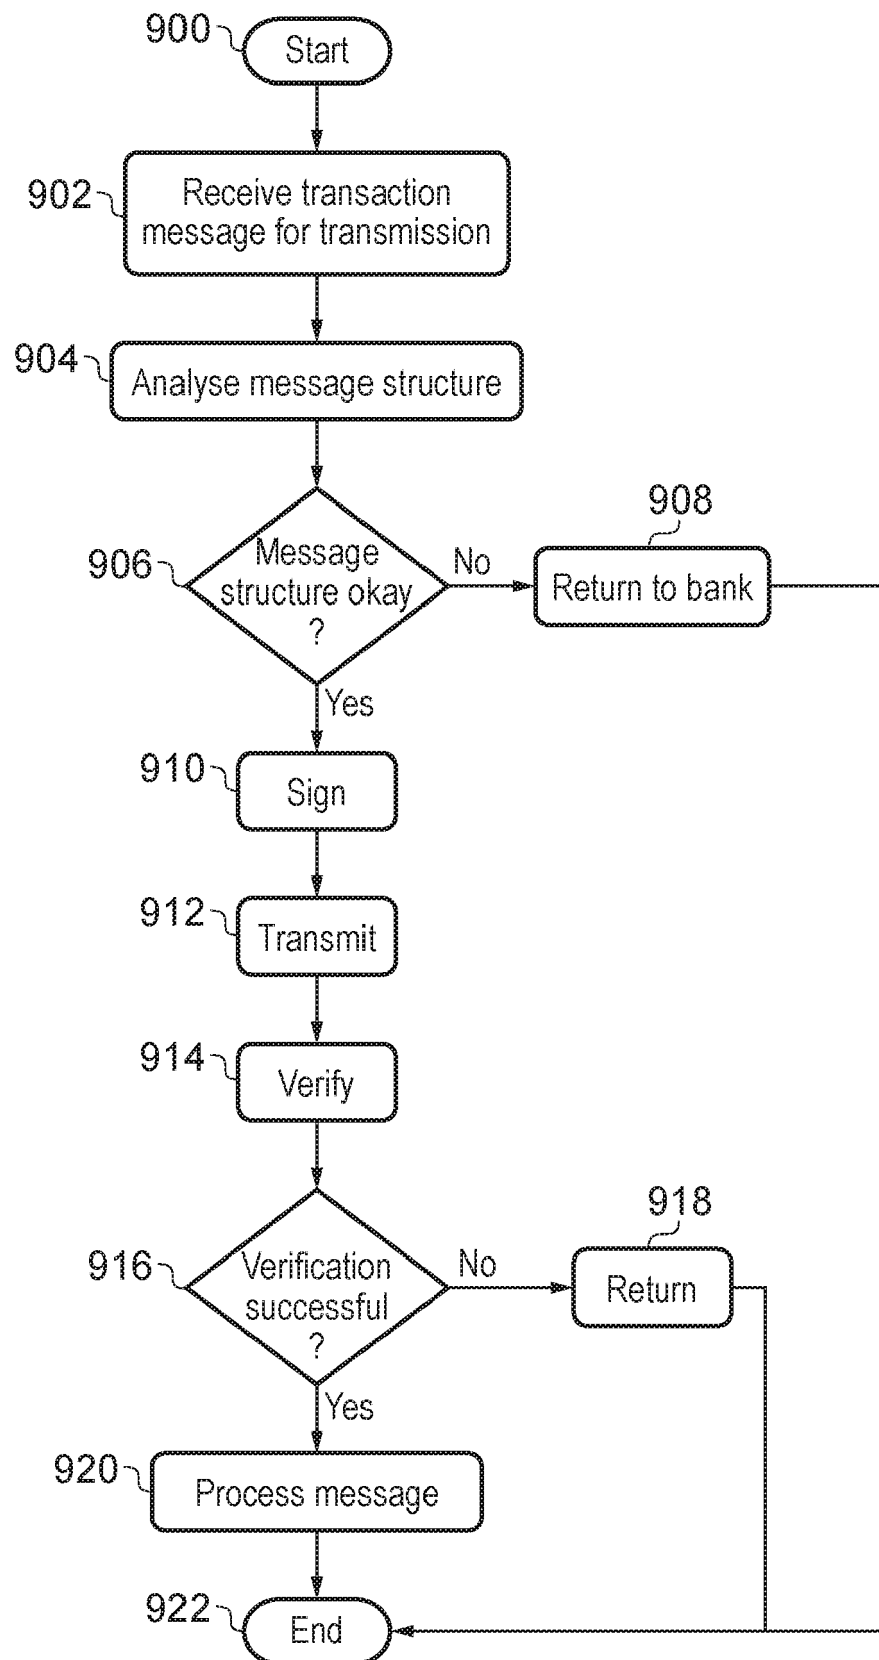 900
Start
902
Receive transaction
message for transmission
904
Analyse message structure
906
Message
structure okay
?
No
908
Return to bank
Yes
910
Sign
912
Transmit
914
Verify
916
Verification
successful
?
No
918
Return
Yes
920
Process message
922
End